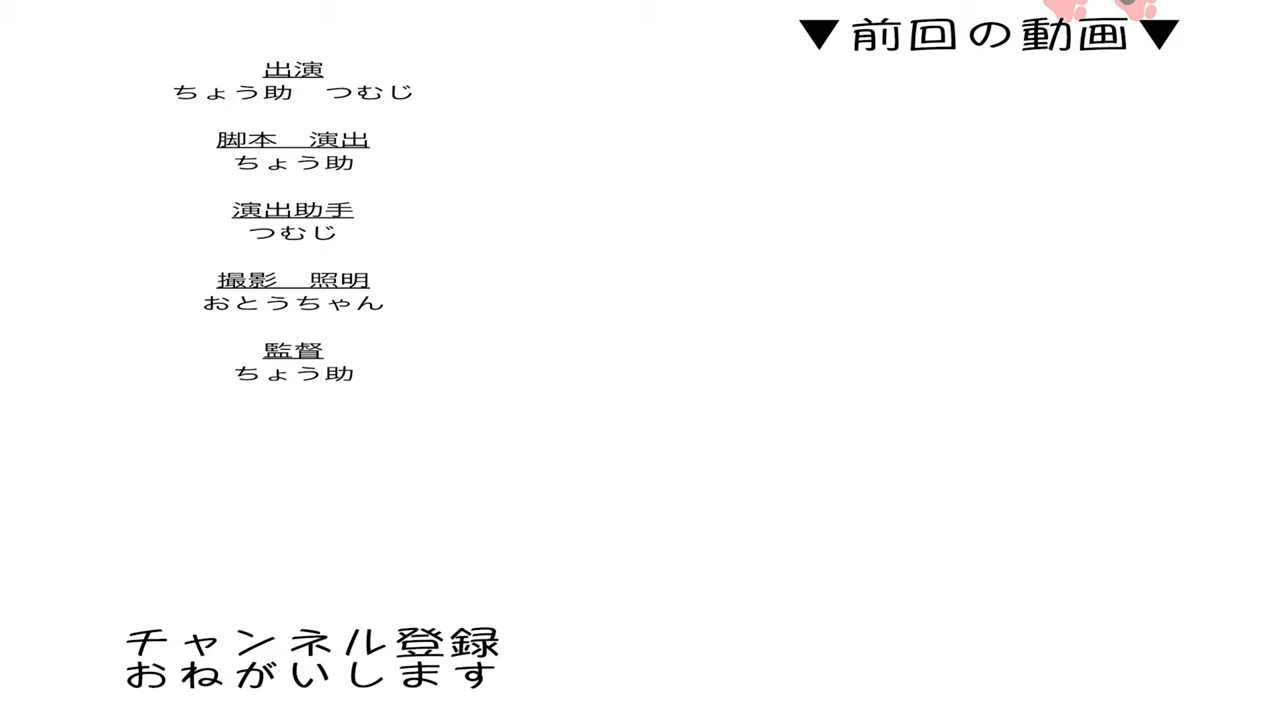 ▼前回の動画▼
出演
ちょう助　つむじ
脚本　演出
ちょう助
演出助手
つむじ
撮影　照明
おとうちゃん
監督
ちょう助
チャンネル登録
おねがいします